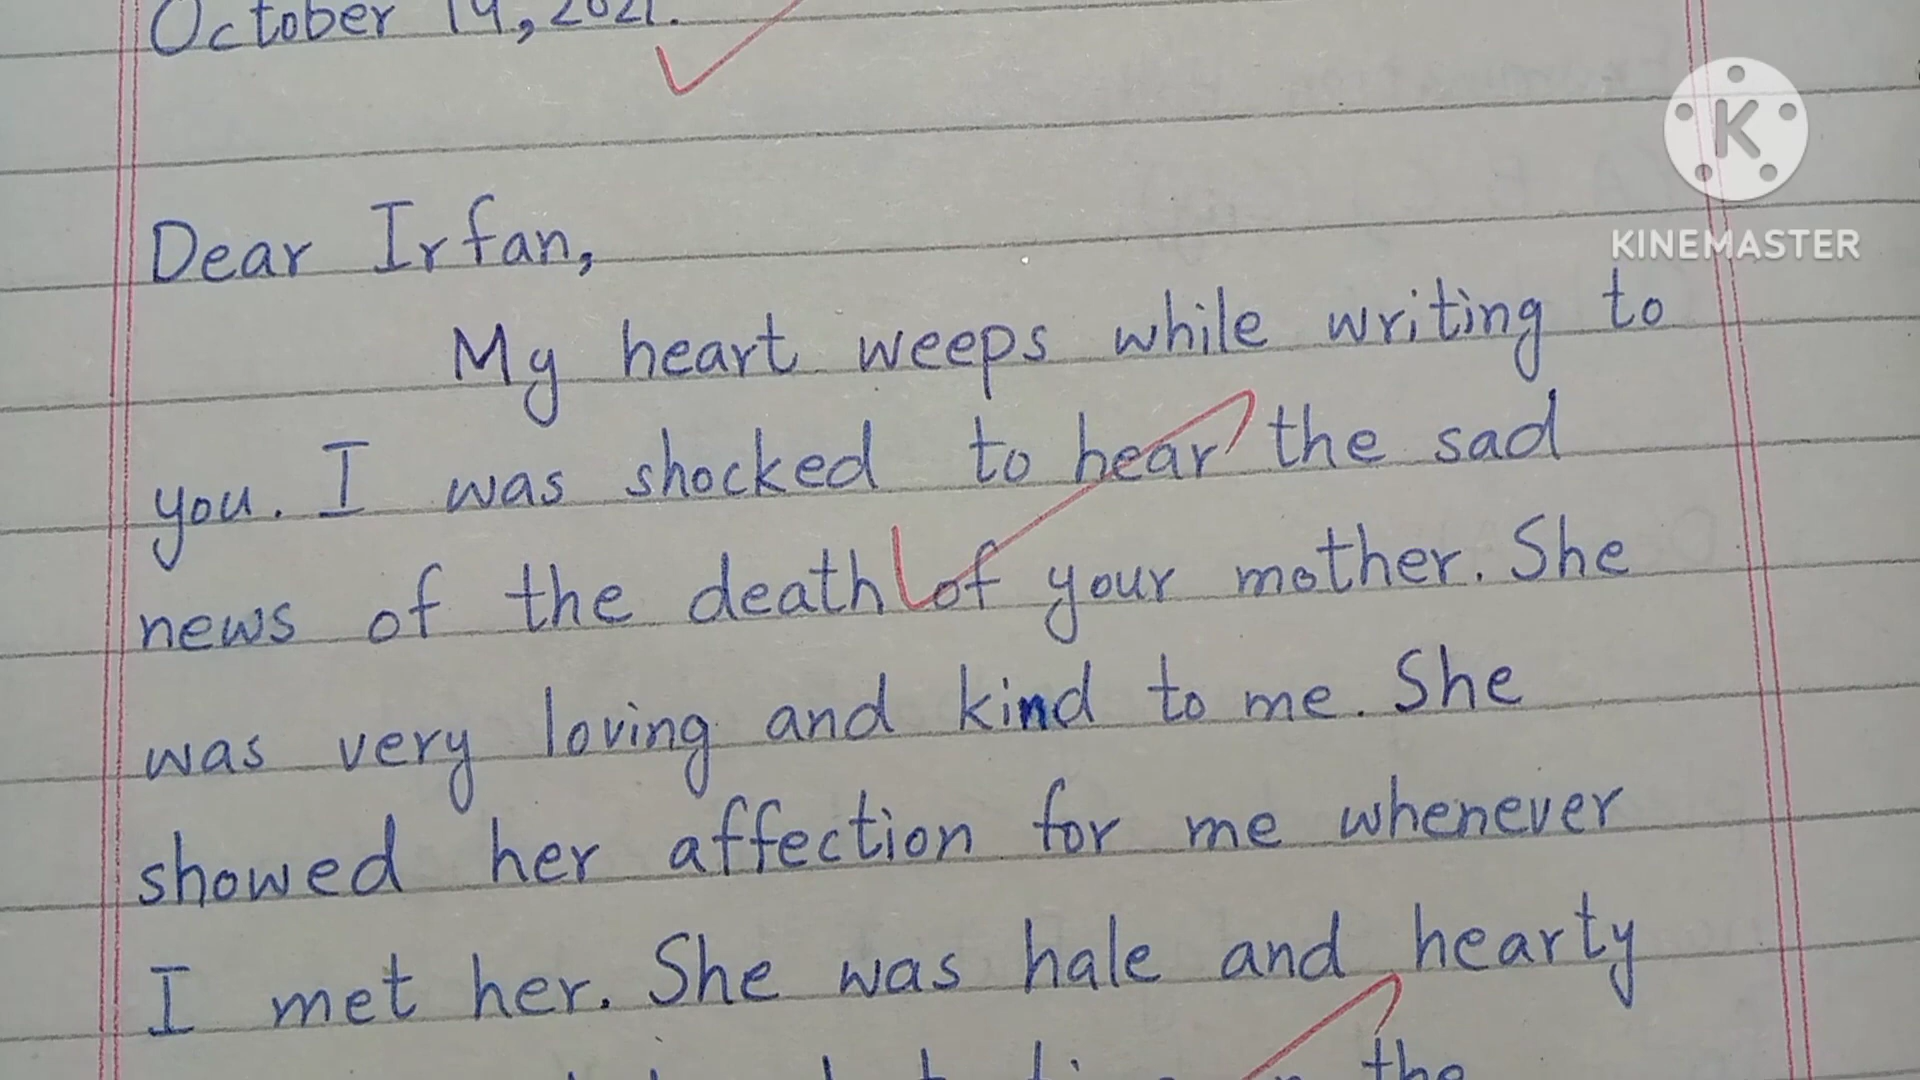 October 14, 2021.
KINEMASTER
Dear Irfan,
My heart weeps while writing to
you. I was shocked to hear the sad
news of the death of your mother. She
was very loving and kind to me. She
showed her affection for me whenever
I met her. She was hale and hearty
the